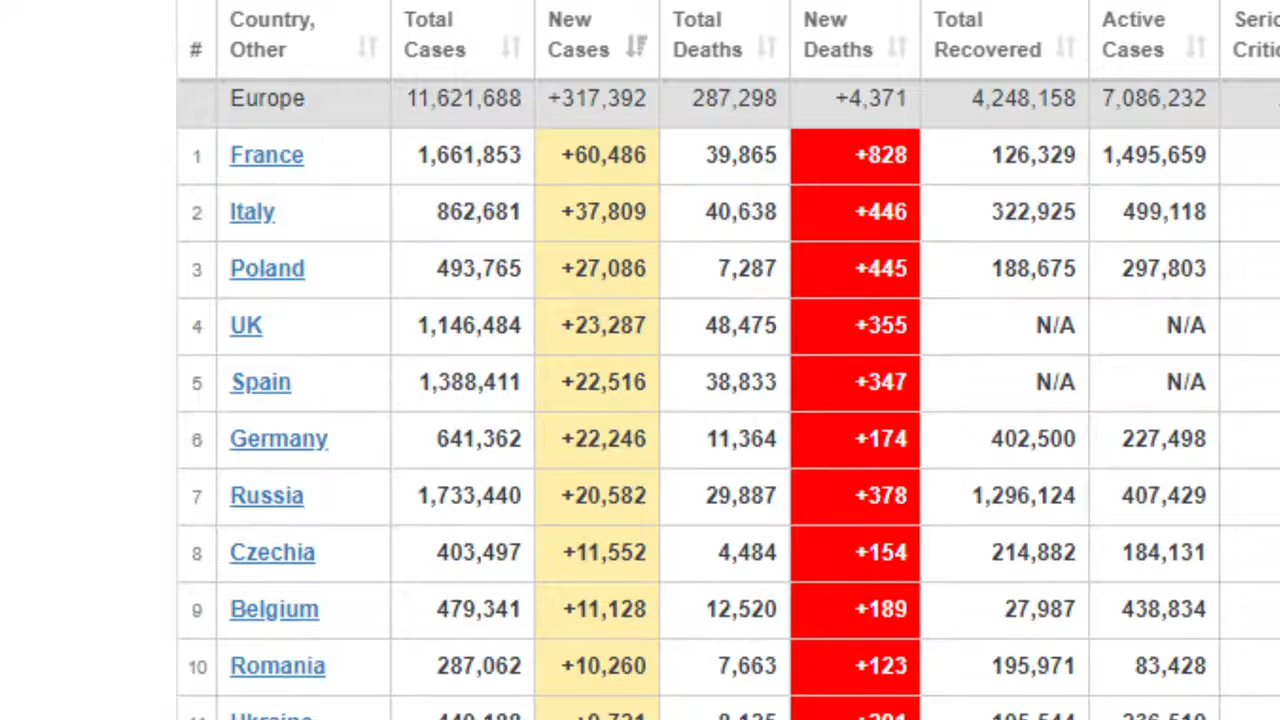 # Country, Other Total Cases New Cases Total Deaths New Deaths Total Recovered Active Cases
Europe 11,621,688 +317,392 287,298 +4,371 4,248,158 7,086,232
1 France 1,661,853 +60,486 39,865 +828 126,329 1,495,659
2 Italy 862,681 +37,809 40,638 +446 322,925 499,118
3 Poland 493,765 +27,086 7,287 +445 188,675 297,803
4 UK 1,146,484 +23,287 48,475 +355 N/A N/A
5 Spain 1,388,411 +22,516 38,833 +347 N/A N/A
6 Germany 641,362 +22,246 11,364 +174 402,500 227,498
7 Russia 1,733,440 +20,582 29,887 +378 1,296,124 407,429
8 Czechia 403,497 +11,552 4,484 +154 214,882 184,131
9 Belgium 479,341 +11,128 12,520 +189 27,987 438,834
10 Romania 287,062 +10,260 7,663 +123 195,971 83,428